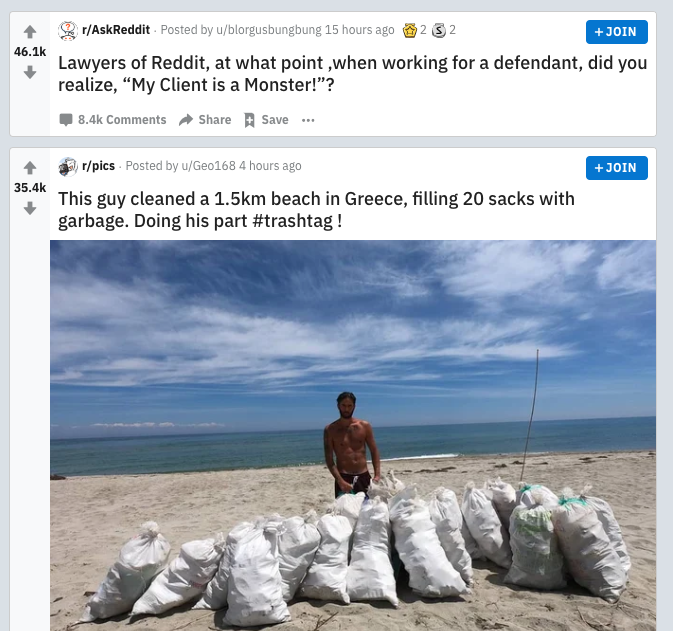 r/AskReddit · Posted by u/blorgusbungbung 15 hours ago 2 S 2
+ JOIN
46.1k
Lawyers of Reddit, at what point ,when working for a defendant, did you
realize, “My Client is a Monster!”?
8.4k Comments Share Save ...
r/pics · Posted by u/Geo168 4 hours ago
+ JOIN
35.4k
This guy cleaned a 1.5km beach in Greece, filling 20 sacks with
garbage. Doing his part #trashtag !